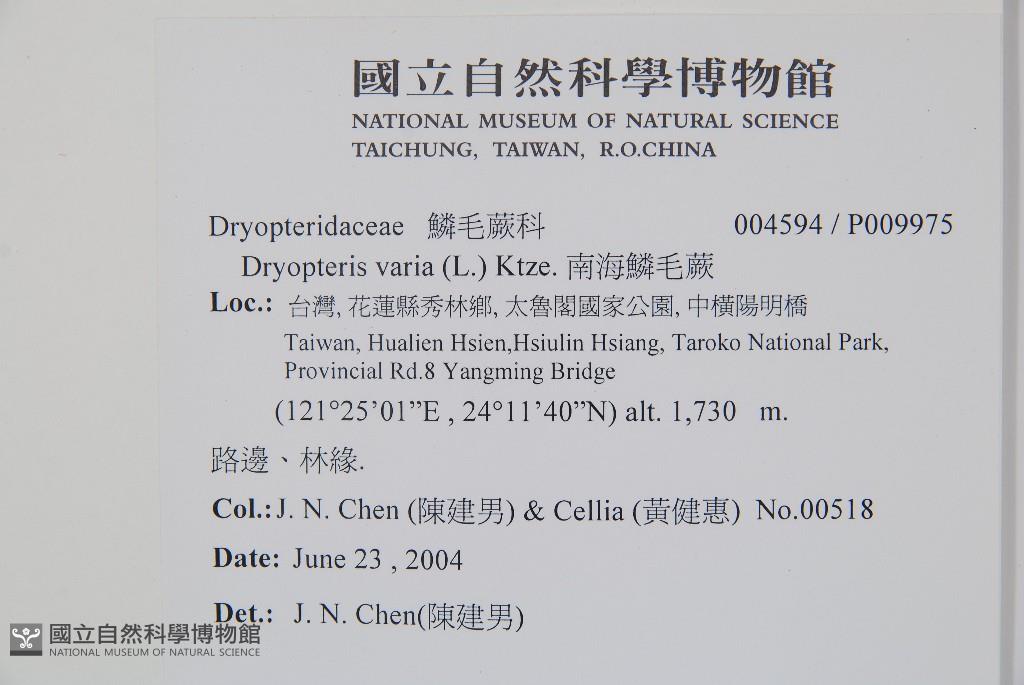 國立自然科學博物館
NATIONAL MUSEUM OF NATURAL SCIENCE
TAICHUNG, TAIWAN, R.O.CHINA
Dryopteridaceae 鱗毛蕨科 004594 / P009975
Dryopteris varia (L.) Ktze. 南海鱗毛蕨
Loc.: 台灣, 花蓮縣秀林鄉, 太魯閣國家公園, 中橫陽明橋
Taiwan, Hualien Hsien,Hsiulin Hsiang, Taroko National Park,
Provincial Rd.8 Yangming Bridge
(121°25’01”E , 24°11’40”N) alt. 1,730 m.
路邊、林緣.
Col.: J. N. Chen (陳建男) & Cellia (黃健惠) No.00518
Date: June 23 , 2004
Det.: J. N. Chen(陳建男)
國立自然科學博物館
NATIONAL MUSEUM OF NATURAL SCIENCE